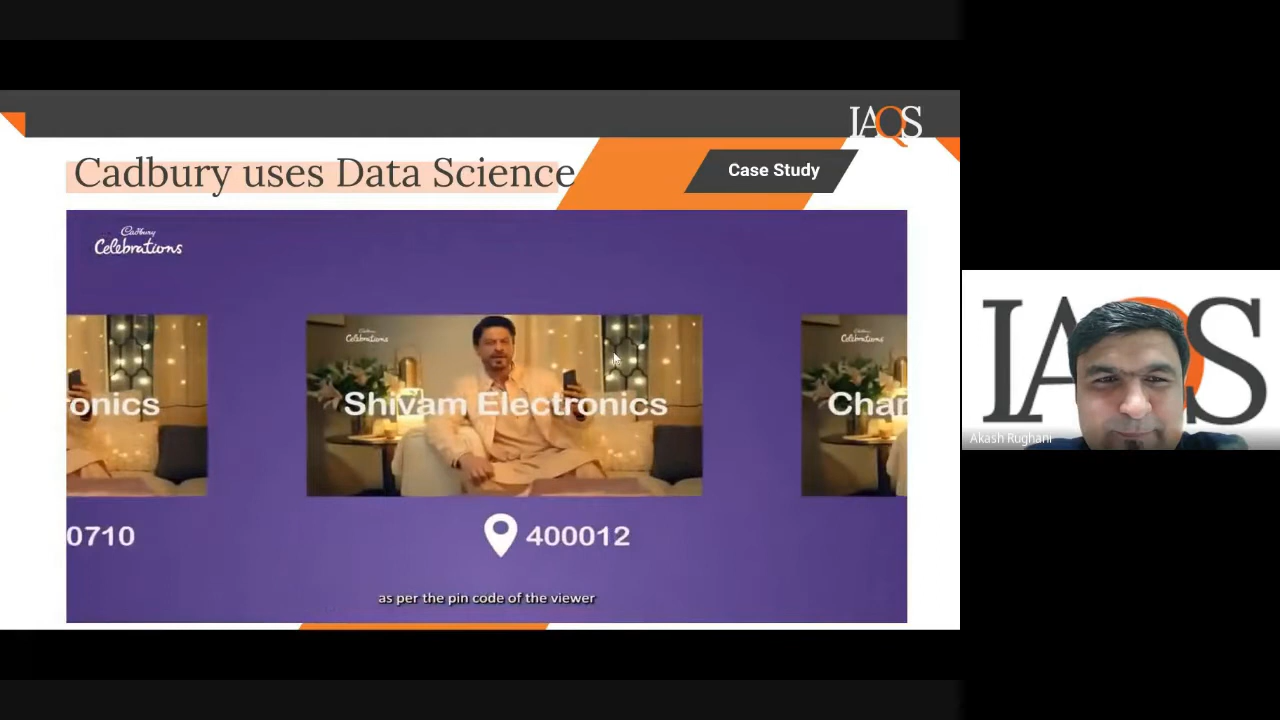 IAQS
Cadbury uses Data Science
Case Study
Cadbury
Celebrations
Cadbury
Celebrations
Cadbury
Celebrations
onics
Shivam Electronics
Char
0710
400012
as per the pin code of the viewer
IAQS
Akash Rughani